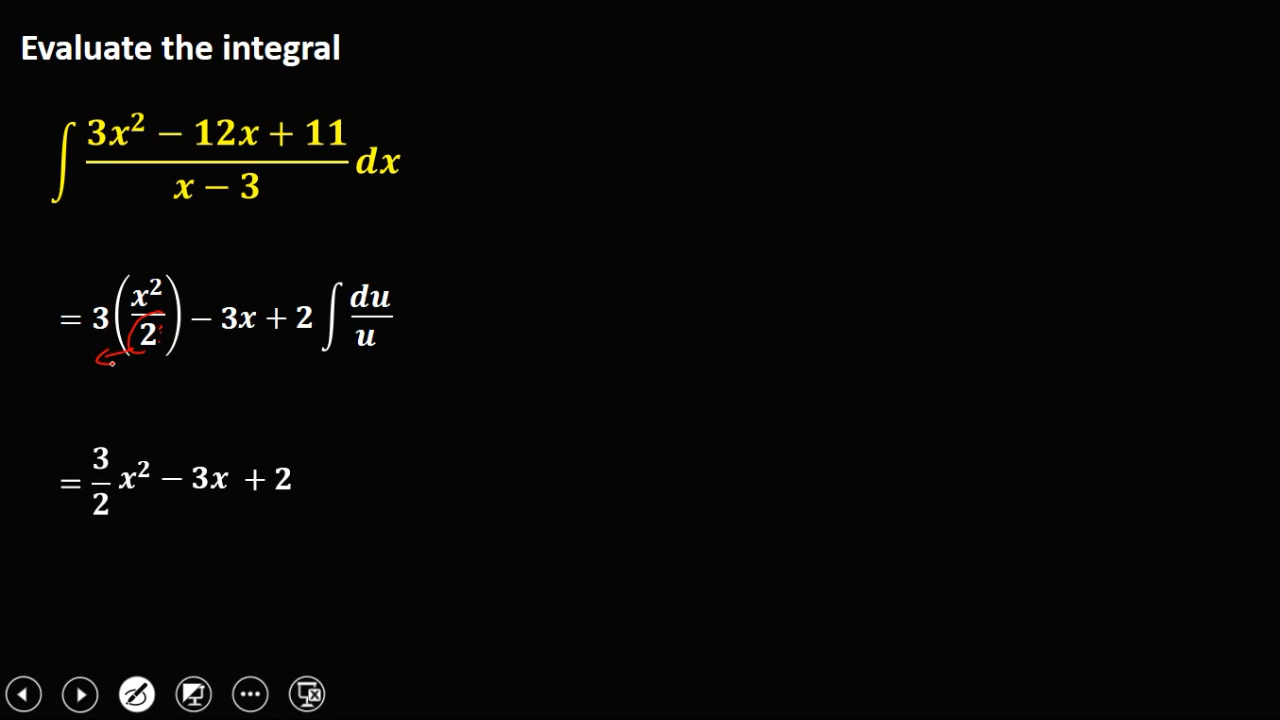 Evaluate the integral
∫ (3x² − 12x + 11)/(x − 3) dx
= 3(x²/2) − 3x + 2 ∫ du/u
= 3/2 x² − 3x + 2